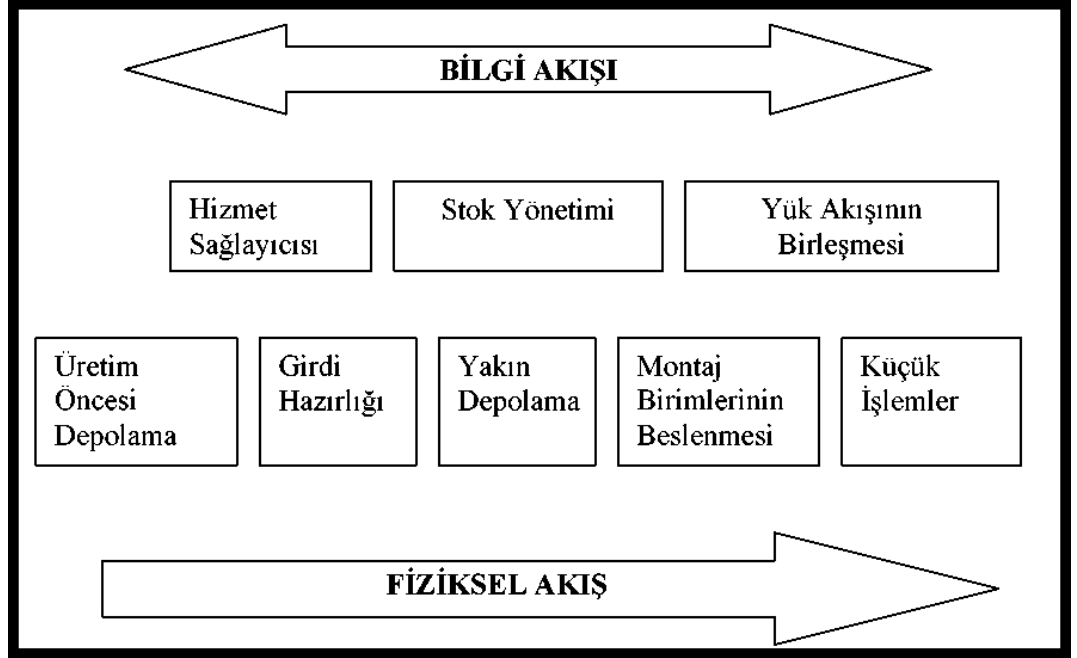 BİLGİ AKIŞI
Hizmet
Sağlayıcısı
Stok Yönetimi
Yük Akışının
Birleşmesi
Üretim
Öncesi
Depolama
Girdi
Hazırlığı
Yakın
Depolama
Montaj
Birimlerinin
Beslenmesi
Küçük
İşlemler
FİZİKSEL AKIŞ